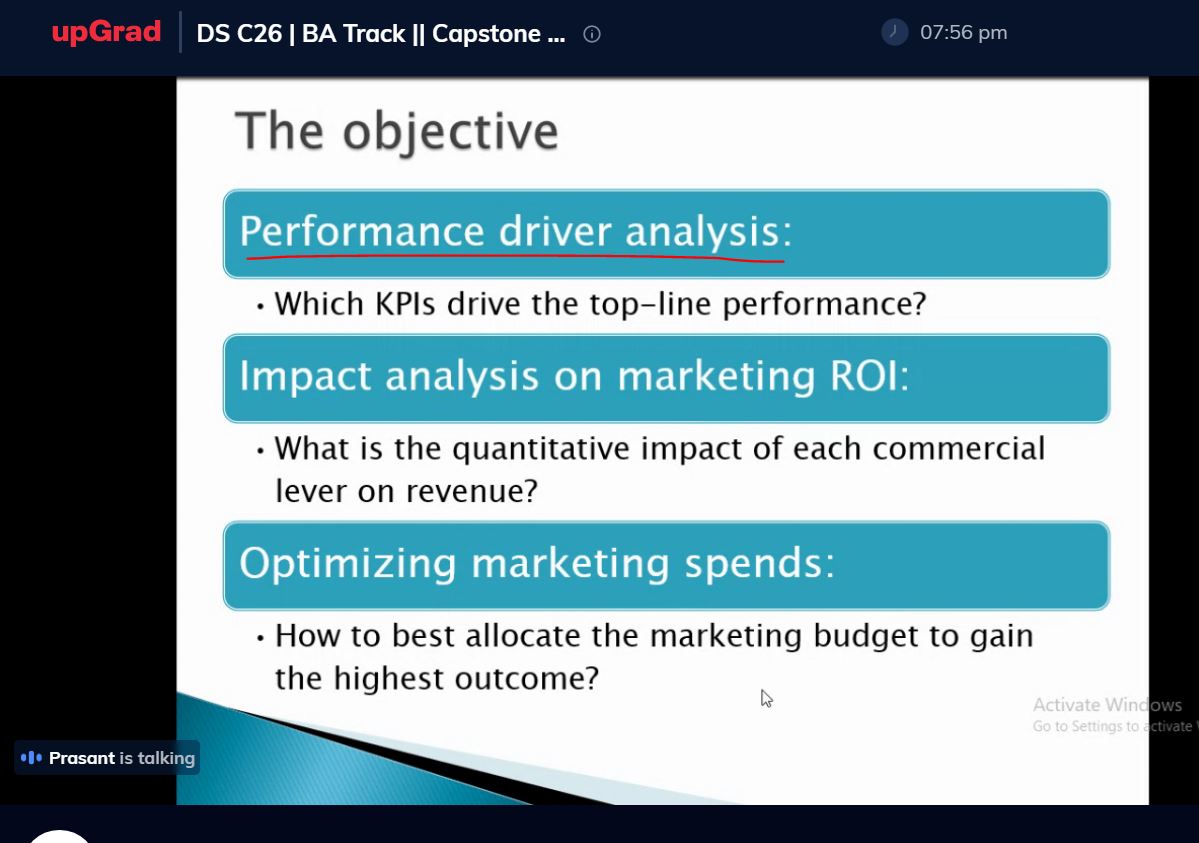 upGrad
DS C26 | BA Track || Capstone ...
07:56 pm
The objective
Performance driver analysis:
• Which KPIs drive the top-line performance?
Impact analysis on marketing ROI:
• What is the quantitative impact of each commercial
lever on revenue?
Optimizing marketing spends:
• How to best allocate the marketing budget to gain
the highest outcome?
Activate Windows
Go to Settings to activate
Prasant is talking